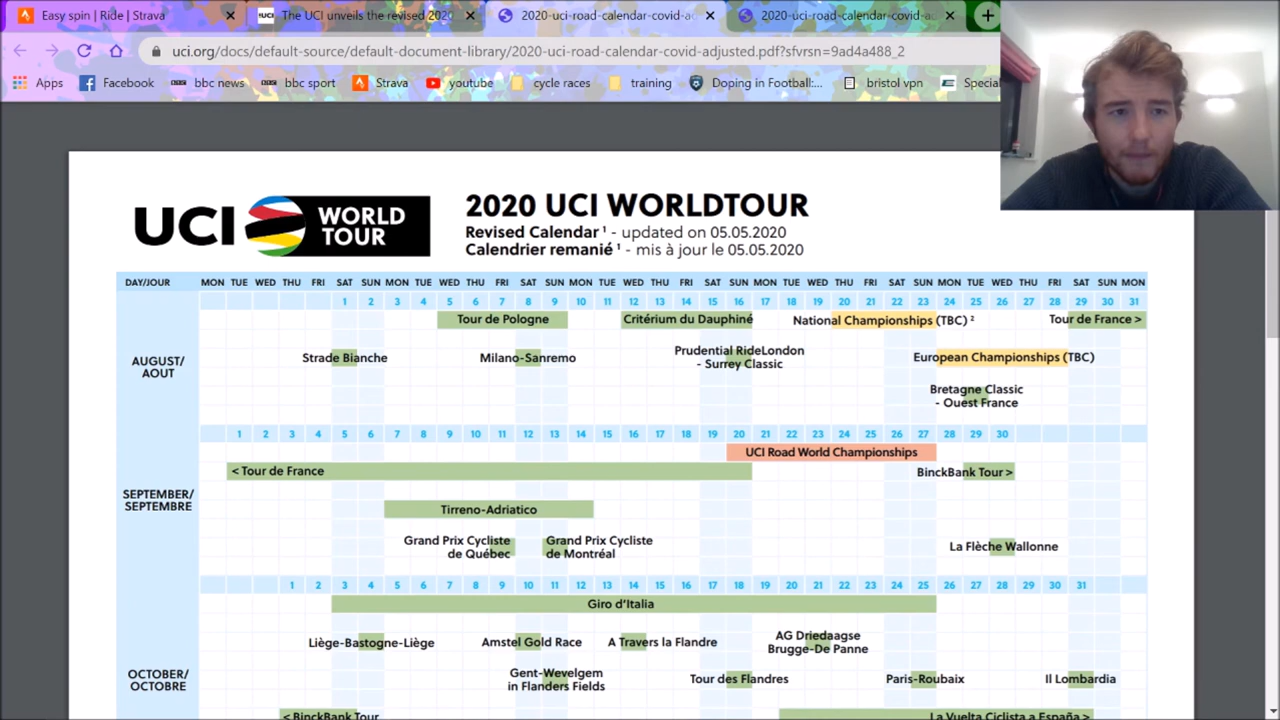 Easy spin | Ride | Strava
The UCI unveils the revised 2020
2020-uci-road-calendar-covid-ad
2020-uci-road-calendar-covid-ad
uci.org/docs/default-source/default-document-library/2020-uci-road-calendar-covid-adjusted.pdf?sfvrsn=9ad4a488_2
Apps Facebook bbc news bbc sport Strava youtube cycle races training Doping in Football:... bristol vpn Special
UCI WORLD TOUR
2020 UCI WORLDTOUR
Revised Calendar ¹ - updated on 05.05.2020
Calendrier remanié ¹ - mis à jour le 05.05.2020
DAY/JOUR MON TUE WED THU FRI SAT SUN MON TUE WED THU FRI SAT SUN MON TUE WED THU FRI SAT SUN MON TUE WED THU FRI SAT SUN MON TUE WED THU FRI SAT SUN MON
1 2 3 4 5 6 7 8 9 10 11 12 13 14 15 16 17 18 19 20 21 22 23 24 25 26 27 28 29 30 31
AUGUST/
AOUT
Tour de Pologne Critérium du Dauphiné National Championships (TBC) ² Tour de France >
Strade Bianche Milano-Sanremo Prudential RideLondon
- Surrey Classic
European Championships (TBC)
Bretagne Classic
- Ouest France
1 2 3 4 5 6 7 8 9 10 11 12 13 14 15 16 17 18 19 20 21 22 23 24 25 26 27 28 29 30
SEPTEMBER/
SEPTEMBRE
UCI Road World Championships
< Tour de France BinckBank Tour >
Tirreno-Adriatico
Grand Prix Cycliste
de Québec
Grand Prix Cycliste
de Montréal
La Flèche Wallonne
1 2 3 4 5 6 7 8 9 10 11 12 13 14 15 16 17 18 19 20 21 22 23 24 25 26 27 28 29 30 31
OCTOBER/
OCTOBRE
Giro d'Italia
Liège-Bastogne-Liège Amstel Gold Race A Travers la Flandre AG Driedaagse
Brugge-De Panne
Gent-Wevelgem
in Flanders Fields
Tour des Flandres Paris-Roubaix Il Lombardia
< BinckBank Tour La Vuelta Ciclista a España >